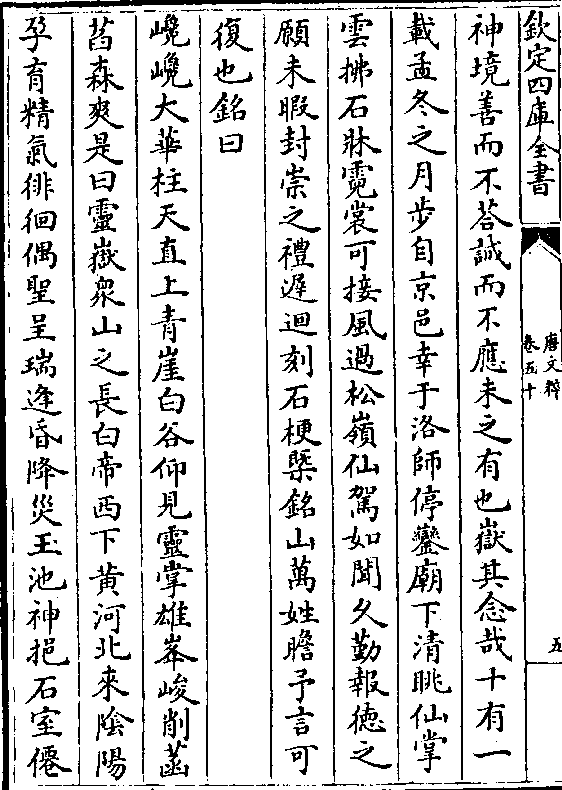 欽定四庫全書
唐文粹
卷五十
五
神境善而不荅誠而不應未之有也嶽其念哉十有一
載孟冬之月步自京邑幸于洛師停鑾廟下清眺仙掌
雲拂石牀霓裳可接風過松嶺仙駕如聞久勤報徳之
願未暇封崇之禮遲迴刻石梗槩銘山萬姓瞻予言可
復也銘曰
巉巉大華柱天直上青崖白谷仰見靈掌雄峯峻削菡
萏森爽是曰靈嶽衆山之長白帝西下黄河北來隂陽
孕育精氣徘徊偶聖呈瑞逢昏降災玉池神挹石室僊